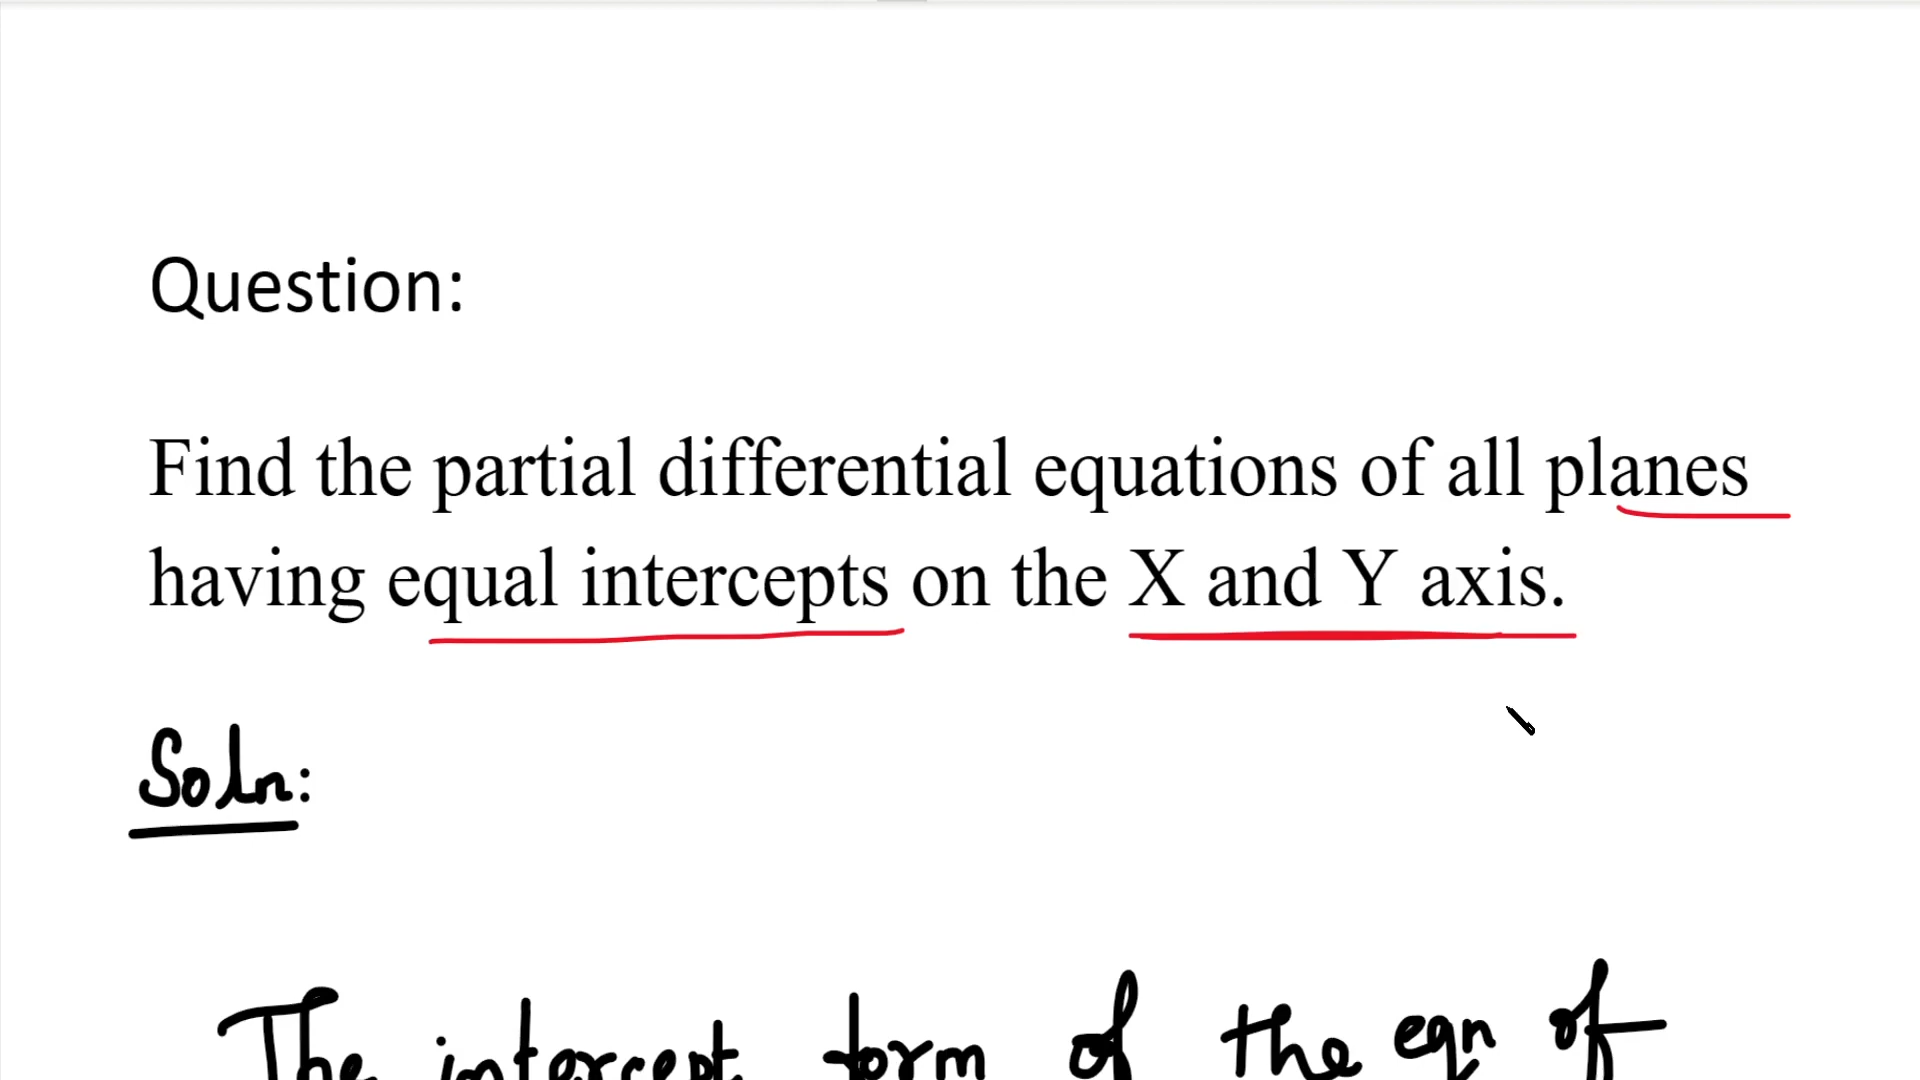 Question:
Find the partial differential equations of all planes
having equal intercepts on the X and Y axis.
Soln:
The intercept form of the eqn of